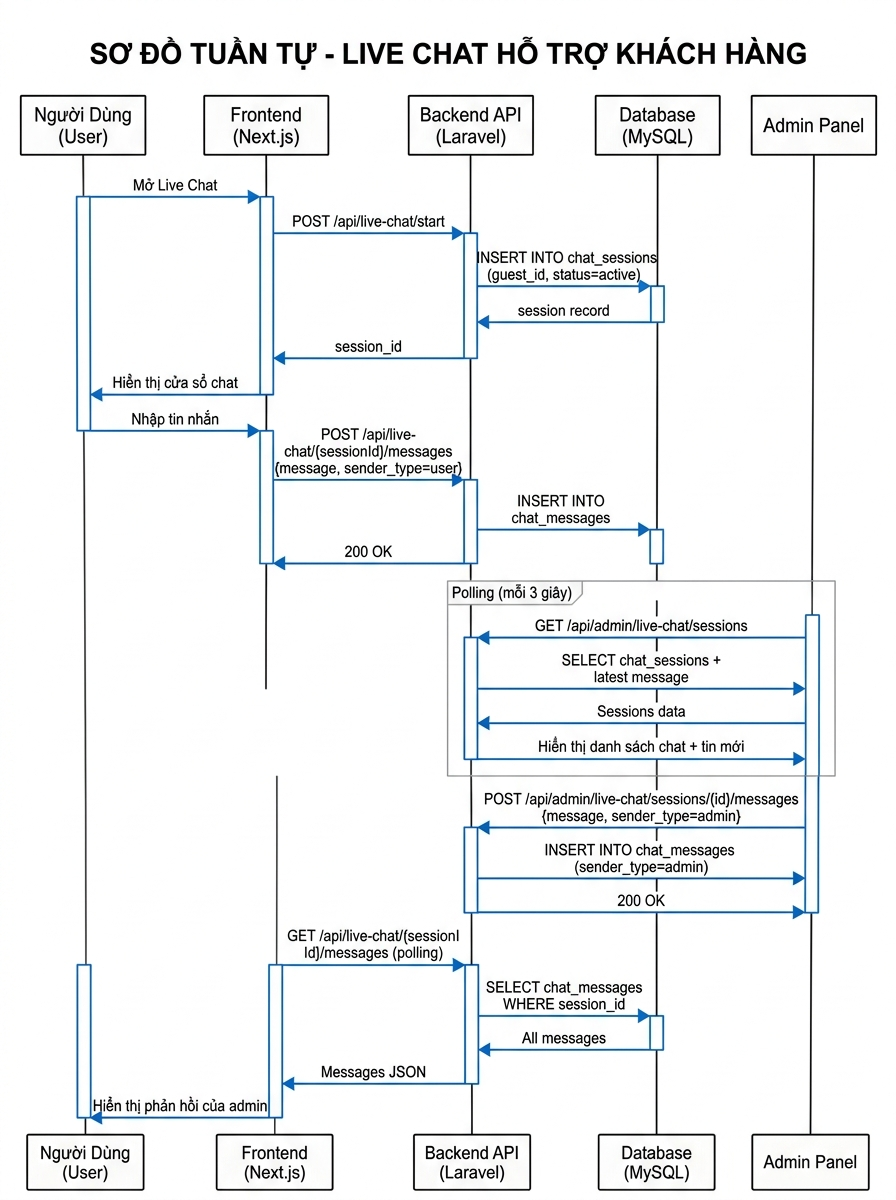 SƠ ĐỒ TUẦN TỰ - LIVE CHAT HỖ TRỢ KHÁCH HÀNG
Người Dùng
(User)
Frontend
(Next.js)
Backend API
(Laravel)
Database
(MySQL)
Admin Panel
Mở Live Chat
POST /api/live-chat/start
INSERT INTO chat_sessions
(guest_id, status=active)
session record
session_id
Hiền thị cửa sổ chat
Nhập tin nhắn
POST /api/live-
chat/{sessionId}/messages
{message, sender_type=user}
INSERT INTO
chat_messages
200 OK
Polling (mỗi 3 giây)
GET /api/admin/live-chat/sessions
SELECT chat_sessions +
latest message
Sessions data
Hiển thị danh sách chat + tin mới
POST /api/admin/live-chat/sessions/{id}/messages
{message, sender_type=admin}
INSERT INTO chat_messages
(sender_type=admin)
200 OK
GET /api/live-chat/{sessionI
Id}/messages (polling)
SELECT chat_messages
WHERE session_id
All messages
Messages JSON
Hiển thị phản hồi của admin
Người Dùng
(User)
Frontend
(Next.js)
Backend API
(Laravel)
Database
(MySQL)
Admin Panel